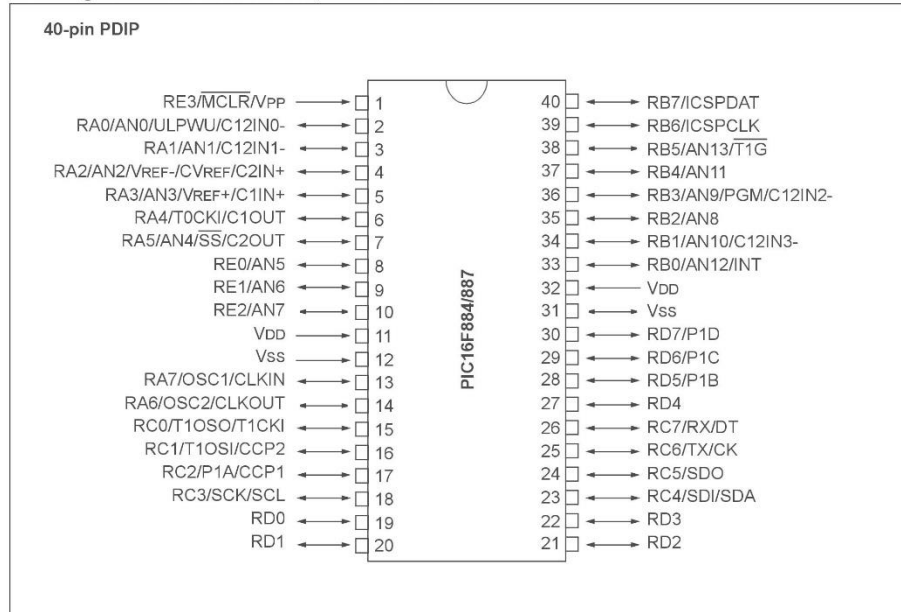 40-pin PDIP
RE3/MCLR/VPP 1
RA0/AN0/ULPWU/C12IN0- 2
RA1/AN1/C12IN1- 3
RA2/AN2/VREF-/CVREF/C2IN+ 4
RA3/AN3/VREF+/C1IN+ 5
RA4/T0CKI/C1OUT 6
RA5/AN4/SS/C2OUT 7
RE0/AN5 8
RE1/AN6 9
RE2/AN7 10
VDD 11
VSS 12
RA7/OSC1/CLKIN 13
RA6/OSC2/CLKOUT 14
RC0/T1OSO/T1CKI 15
RC1/T1OSI/CCP2 16
RC2/P1A/CCP1 17
RC3/SCK/SCL 18
RD0 19
RD1 20
PIC16F884/887
40 RB7/ICSPDAT
39 RB6/ICSPCLK
38 RB5/AN13/T1G
37 RB4/AN11
36 RB3/AN9/PGM/C12IN2-
35 RB2/AN8
34 RB1/AN10/C12IN3-
33 RB0/AN12/INT
32 VDD
31 VSS
30 RD7/P1D
29 RD6/P1C
28 RD5/P1B
27 RD4
26 RC7/RX/DT
25 RC6/TX/CK
24 RC5/SDO
23 RC4/SDI/SDA
22 RD3
21 RD2